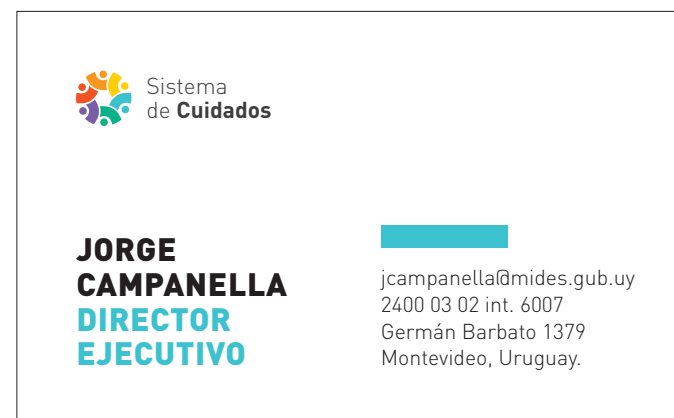 Sistema
de Cuidados
JORGE
CAMPANELLA
DIRECTOR
EJECUTIVO
jcampanella@mides.gub.uy
2400 03 02 int. 6007
Germán Barbato 1379
Montevideo, Uruguay.